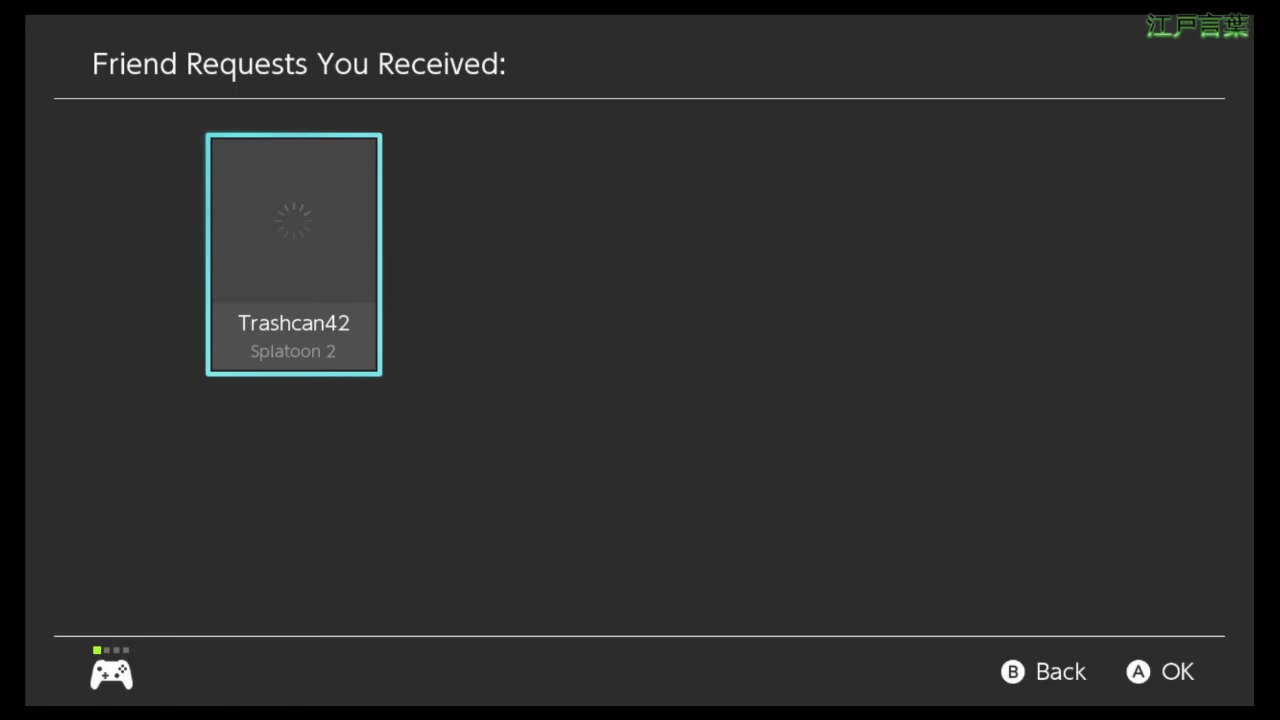 江戸言葉
Friend Requests You Received:
Trashcan42
Splatoon 2
B Back A OK